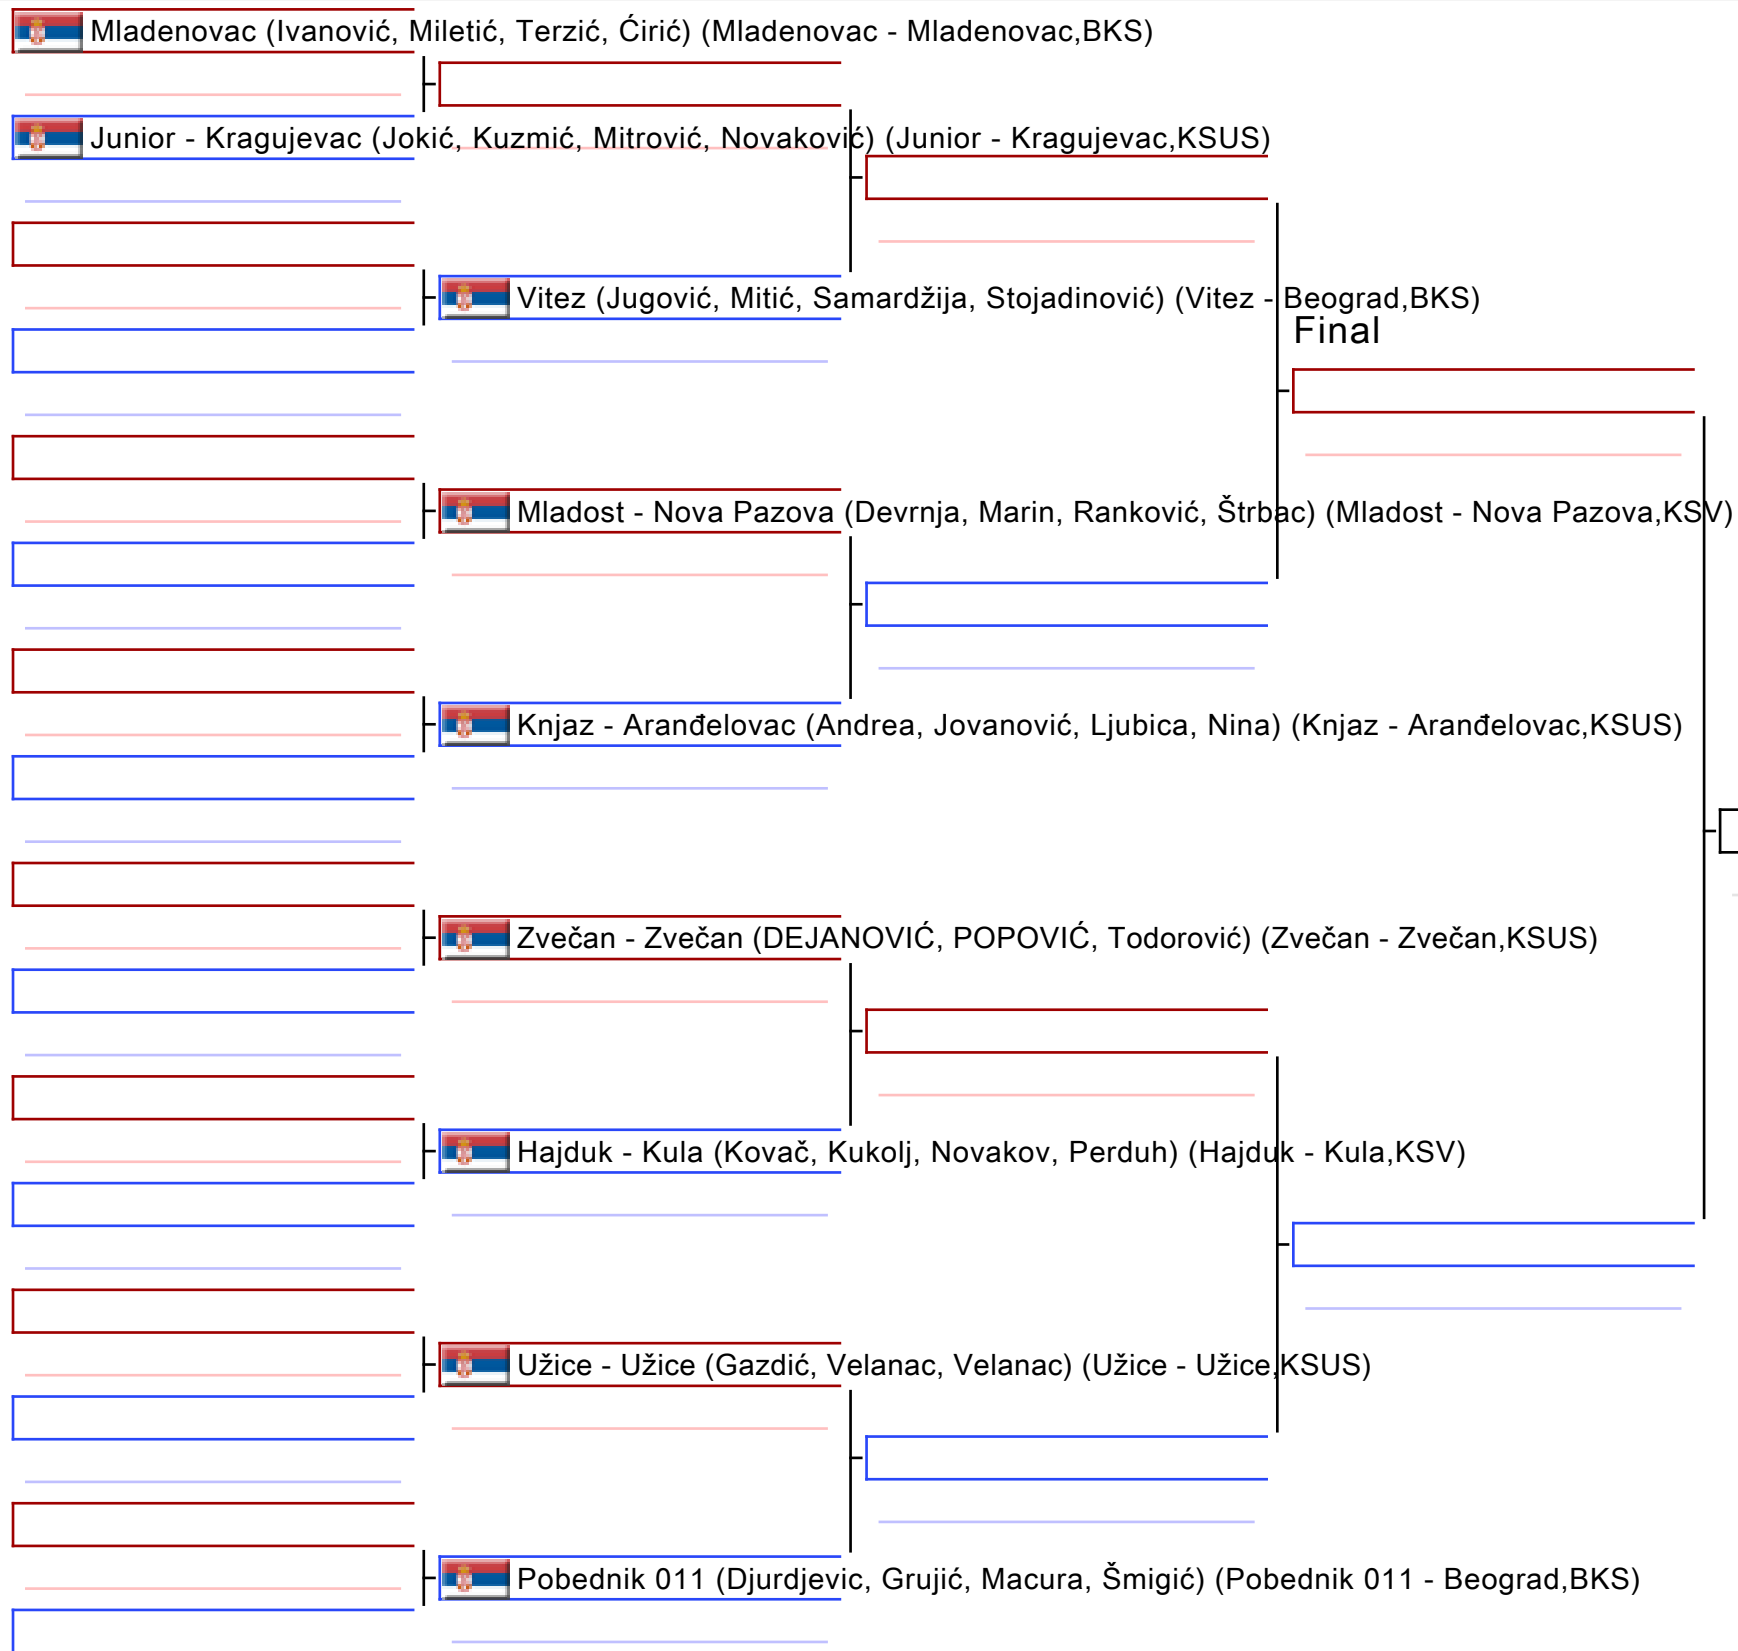 Mladenovac (Ivanović, Miletić, Terzić, Ćirić) (Mladenovac - Mladenovac,BKS)
Junior - Kragujevac (Jokić, Kuzmić, Mitrović, Novaković) (Junior - Kragujevac,KSUS)
Vitez (Jugović, Mitić, Samardžija, Stojadinović) (Vitez - Beograd,BKS)
Final
Mladost - Nova Pazova (Devrnja, Marin, Ranković, Štrbac) (Mladost - Nova Pazova,KSV)
Knjaz - Aranđelovac (Andrea, Jovanović, Ljubica, Nina) (Knjaz - Aranđelovac,KSUS)
Zvečan - Zvečan (DEJANOVIĆ, POPOVIĆ, Todorović) (Zvečan - Zvečan,KSUS)
Hajduk - Kula (Kovač, Kukolj, Novakov, Perduh) (Hajduk - Kula,KSV)
Užice - Užice (Gazdić, Velanac, Velanac) (Užice - Užice,KSUS)
Pobednik 011 (Djurdjevic, Grujić, Macura, Šmigić) (Pobednik 011 - Beograd,BKS)